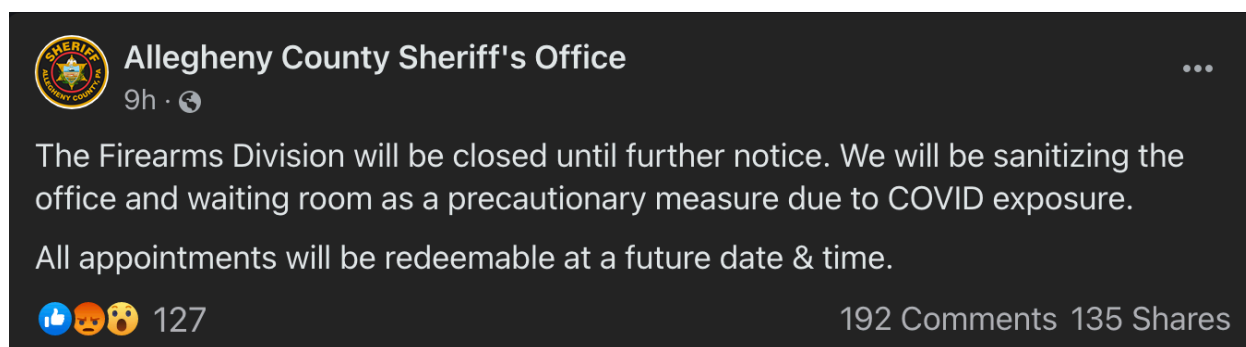 SHERIFF
ALLEGHENY COUNTY, PA
Allegheny County Sheriff's Office
9h ·
The Firearms Division will be closed until further notice. We will be sanitizing the
office and waiting room as a precautionary measure due to COVID exposure.
All appointments will be redeemable at a future date & time.
127
192 Comments 135 Shares